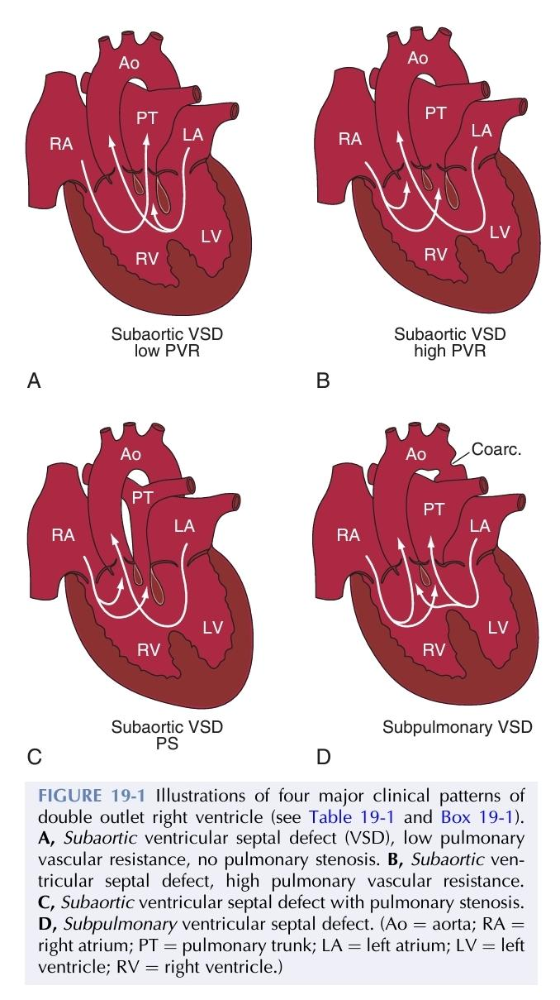 Ao
PT
RA
LA
LV
RV
Subaortic VSD
low PVR
A
Ao
PT
RA
LA
LV
RV
Subaortic VSD
high PVR
B
Ao
PT
RA
LA
LV
RV
Subaortic VSD
PS
C
Ao
Coarc.
PT
RA
LA
LV
RV
Subpulmonary VSD
D
FIGURE 19-1 Illustrations of four major clinical patterns of
double outlet right ventricle (see Table 19-1 and Box 19-1).
A, Subaortic ventricular septal defect (VSD), low pulmonary
vascular resistance, no pulmonary stenosis. B, Subaortic ven-
tricular septal defect, high pulmonary vascular resistance.
C, Subaortic ventricular septal defect with pulmonary stenosis.
D, Subpulmonary ventricular septal defect. (Ao = aorta; RA =
right atrium; PT = pulmonary trunk; LA = left atrium; LV = left
ventricle; RV = right ventricle.)